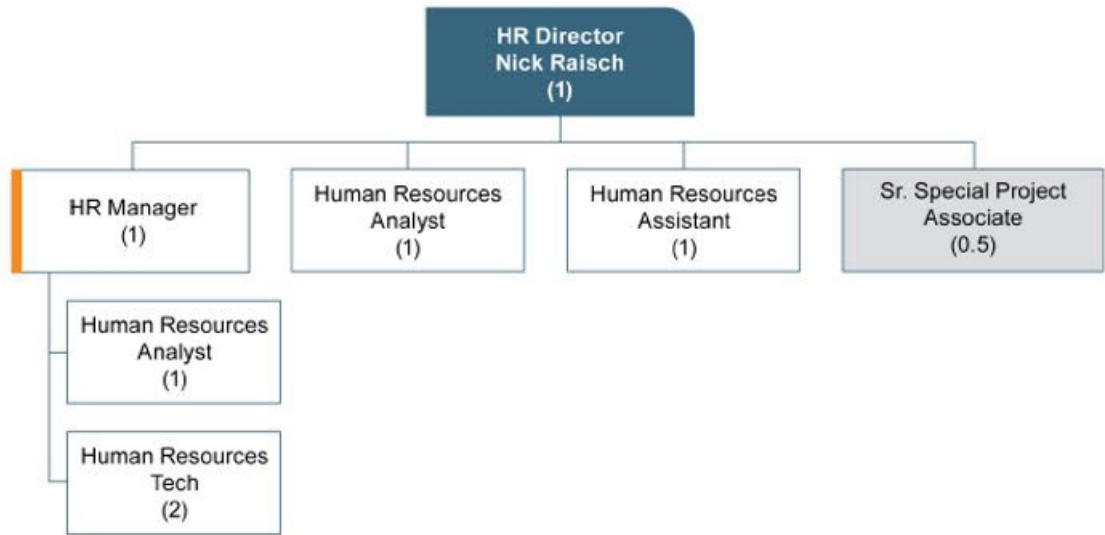 HR Director
Nick Raisch
(1)
HR Manager
(1)
Human Resources
Analyst
(1)
Human Resources
Assistant
(1)
Sr. Special Project
Associate
(0.5)
Human Resources
Analyst
(1)
Human Resources
Tech
(2)